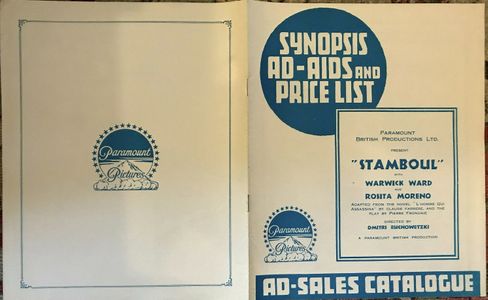 Paramount
Pictures
SYNOPSIS
AD-AIDS AND
PRICE LIST
PARAMOUNT
BRITISH PRODUCTIONS LTD.
PRESENT
"STAMBOUL"
WITH
WARWICK WARD
AND
ROSITA MORENO
ADAPTED FROM THE NOVEL "L'HOMME QUI
ASSASSINA" BY CLAUDE FARRERE, AND THE
PLAY BY PIERRE FRONDAIE
DIRECTED BY
DMITRI BUCHOWETZKI
A PARAMOUNT BRITISH PRODUCTION
Paramount
Pictures
AD-SALES CATALOGUE